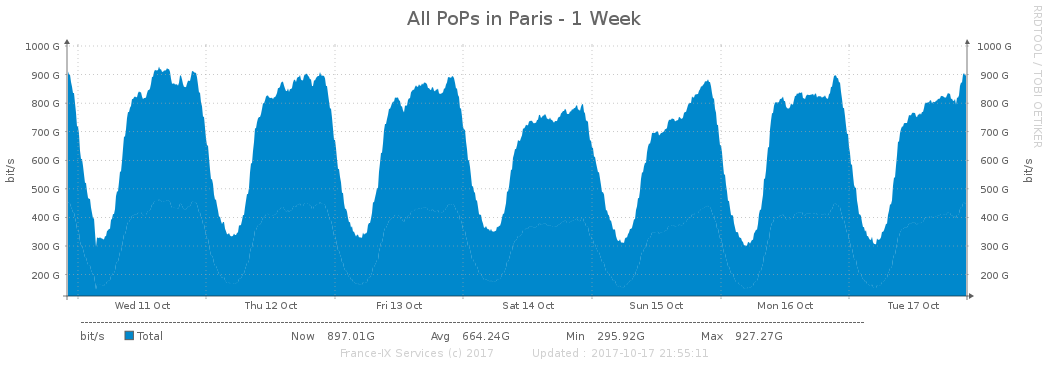 All PoPs in Paris - 1 Week
RRDTOOL / TOBI OETIKER
1000 G 1000 G
900 G 900 G
800 G 800 G
700 G 700 G
600 G 600 G
500 G 500 G
400 G 400 G
300 G 300 G
200 G 200 G
bit/s bit/s
Wed 11 Oct Thu 12 Oct Fri 13 Oct Sat 14 Oct Sun 15 Oct Mon 16 Oct Tue 17 Oct
bit/s Total Now 897.01G Avg 664.24G Min 295.92G Max 927.27G
France-IX Services (c) 2017 Updated : 2017-10-17 21:55:11